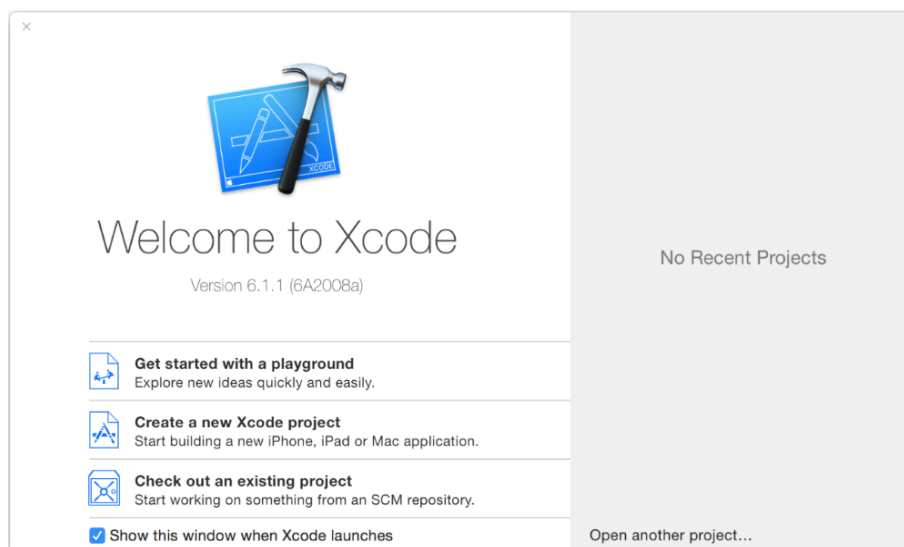 XCODE
Welcome to Xcode
Version 6.1.1 (6A2008a)
No Recent Projects
Get started with a playground
Explore new ideas quickly and easily.
Create a new Xcode project
Start building a new iPhone, iPad or Mac application.
Check out an existing project
Start working on something from an SCM repository.
Show this window when Xcode launches
Open another project...